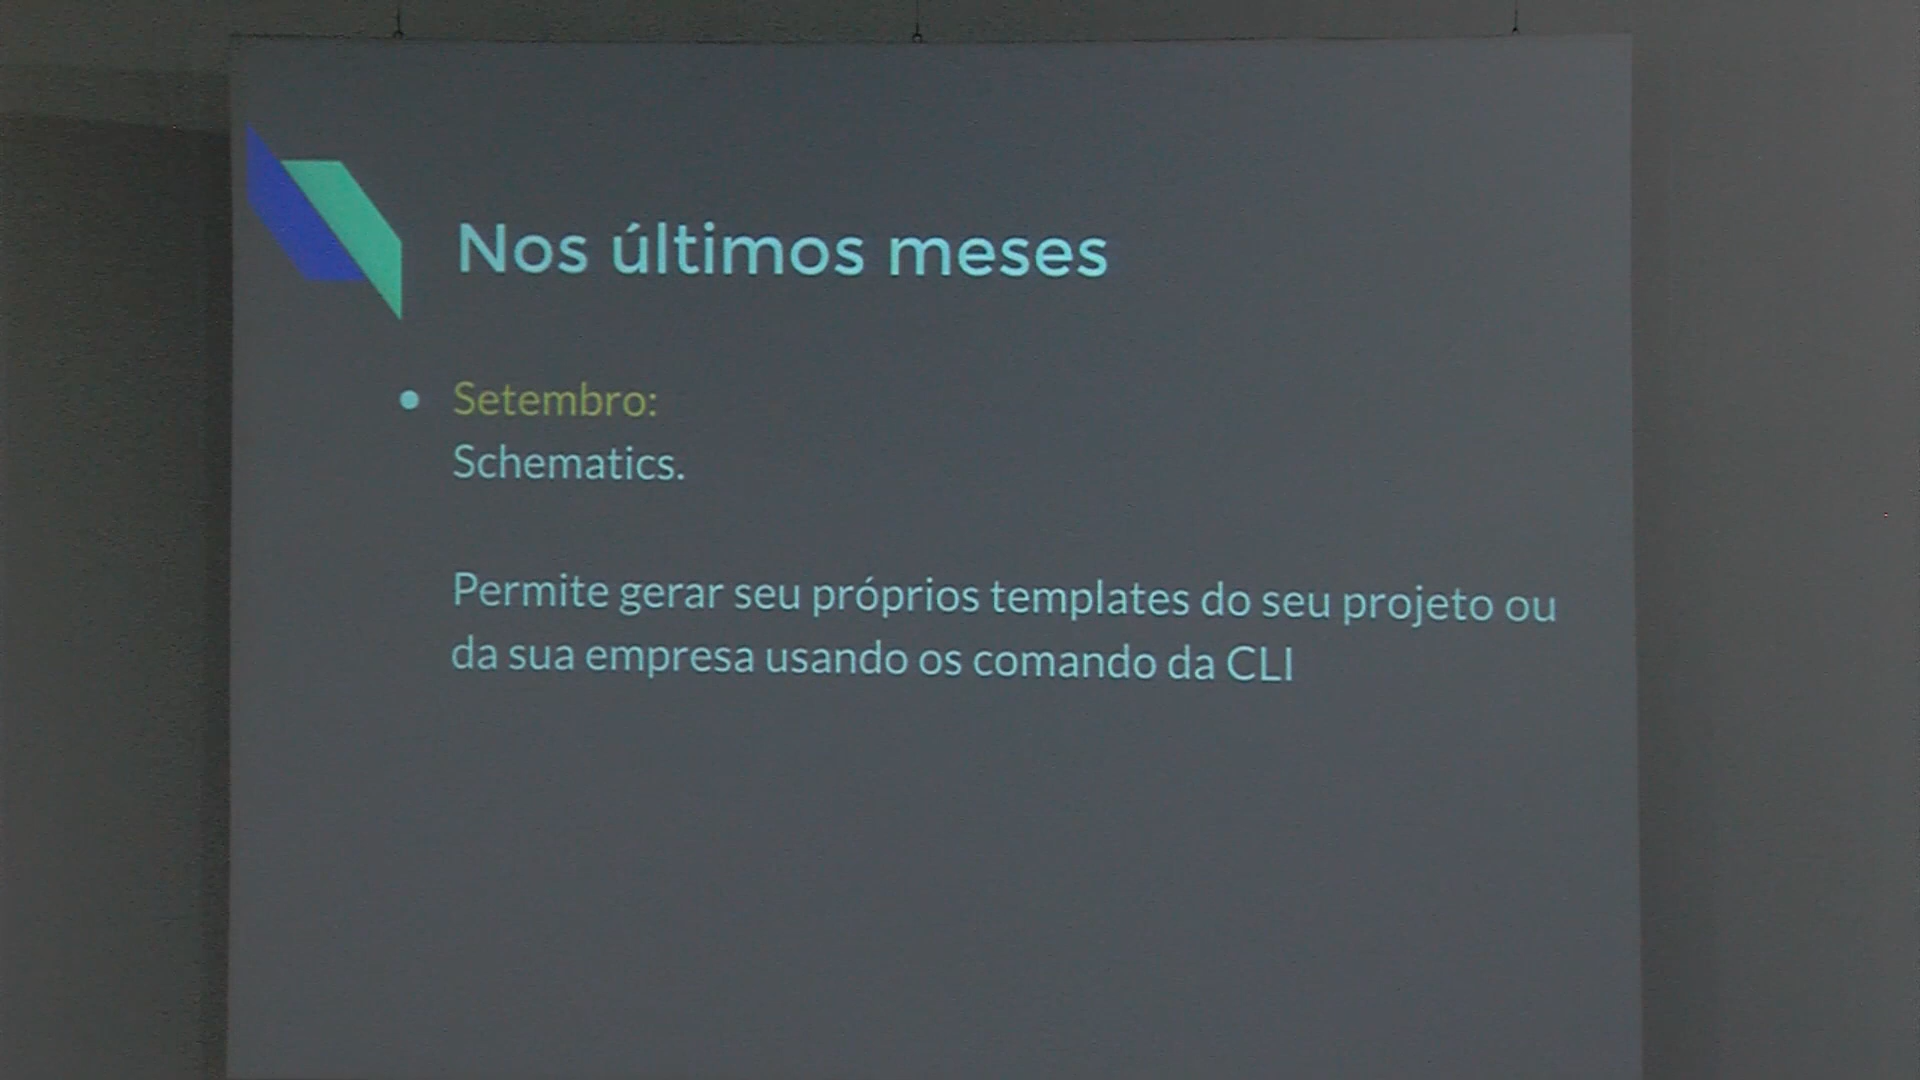 Nos últimos meses
Setembro:
Schematics.
Permite gerar seu próprios templates do seu projeto ou
da sua empresa usando os comando da CLI